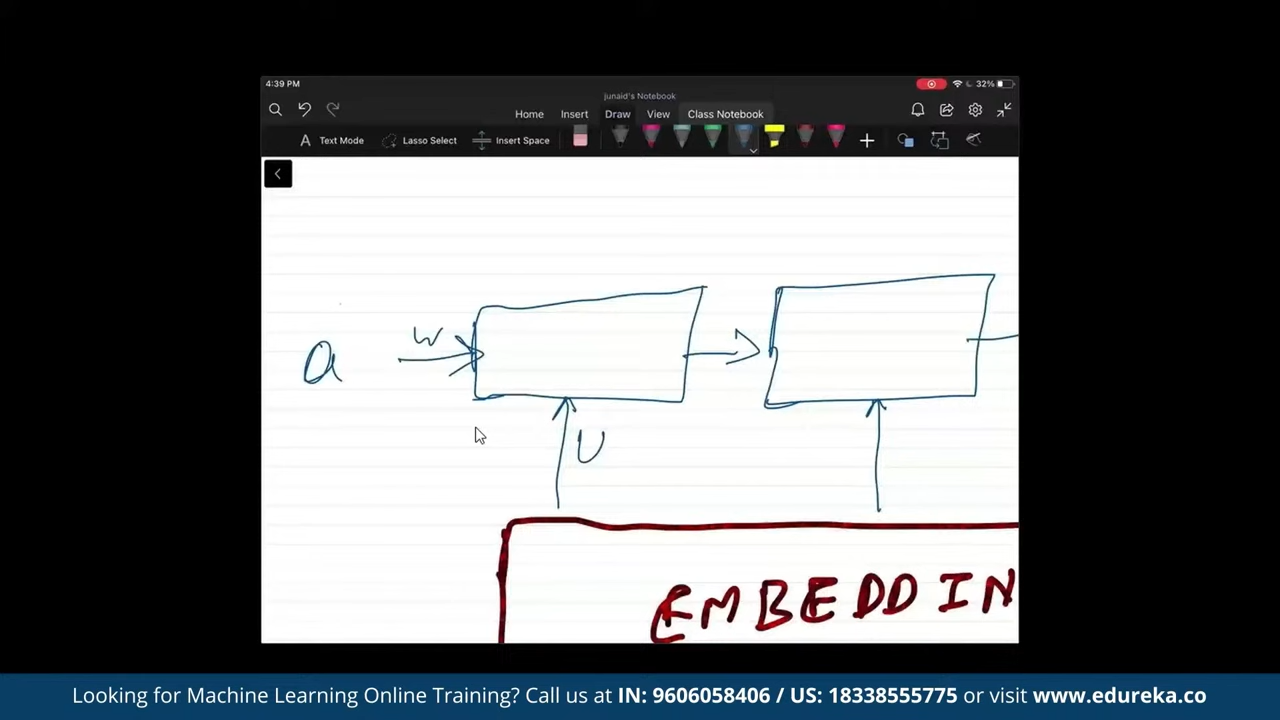 4:39 PM
32%
junaid's Notebook
Home Insert Draw View Class Notebook
Text Mode Lasso Select Insert Space
a
W
U
EMBEDDIN
Looking for Machine Learning Online Training? Call us at IN: 9606058406 / US: 18338555775 or visit www.edureka.co